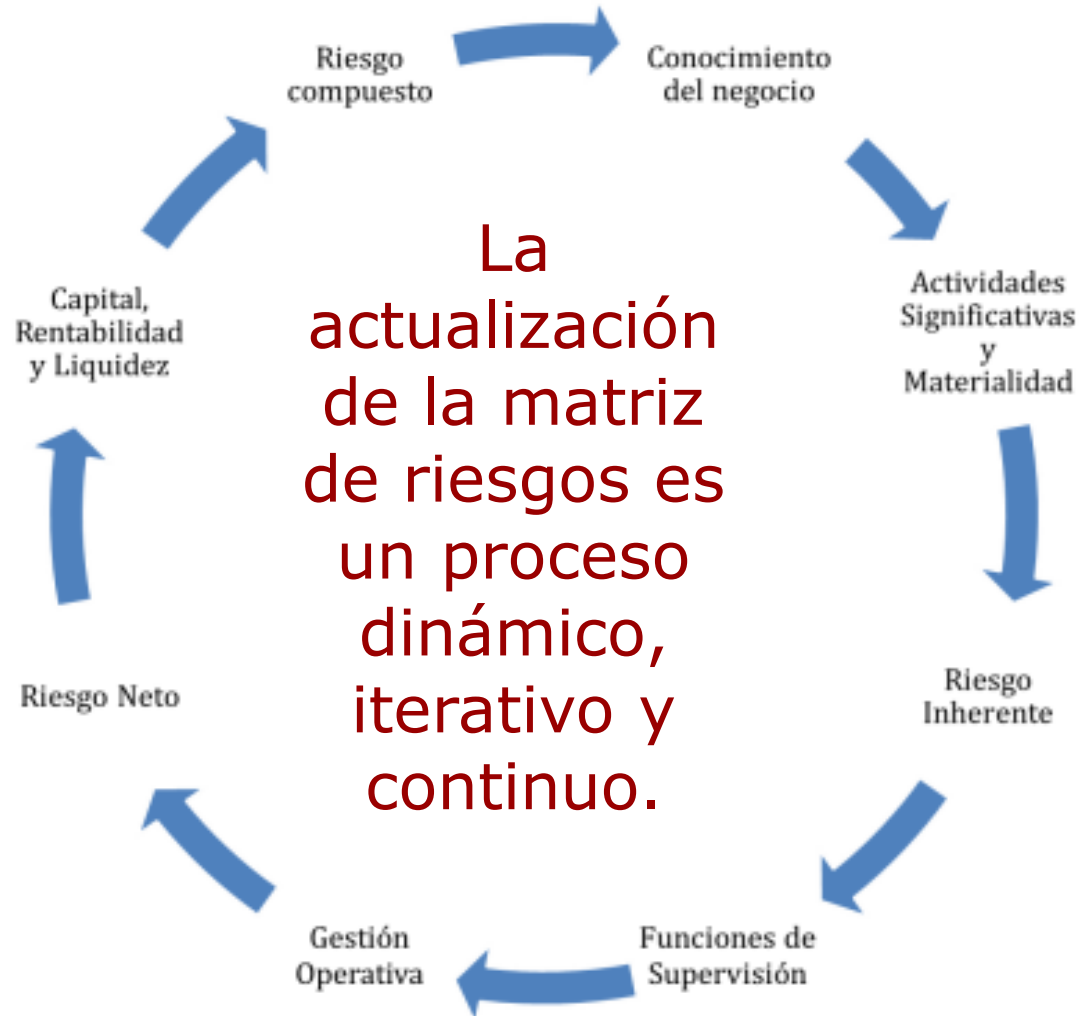 Riesgo
compuesto
Conocimiento
del negocio
Actividades
Significativas
y
Materialidad
Riesgo
Inherente
Funciones de
Supervisión
Gestión
Operativa
Riesgo Neto
Capital,
Rentabilidad
y Liquidez
La
actualización
de la matriz
de riesgos es
un proceso
dinámico,
iterativo y
continuo.